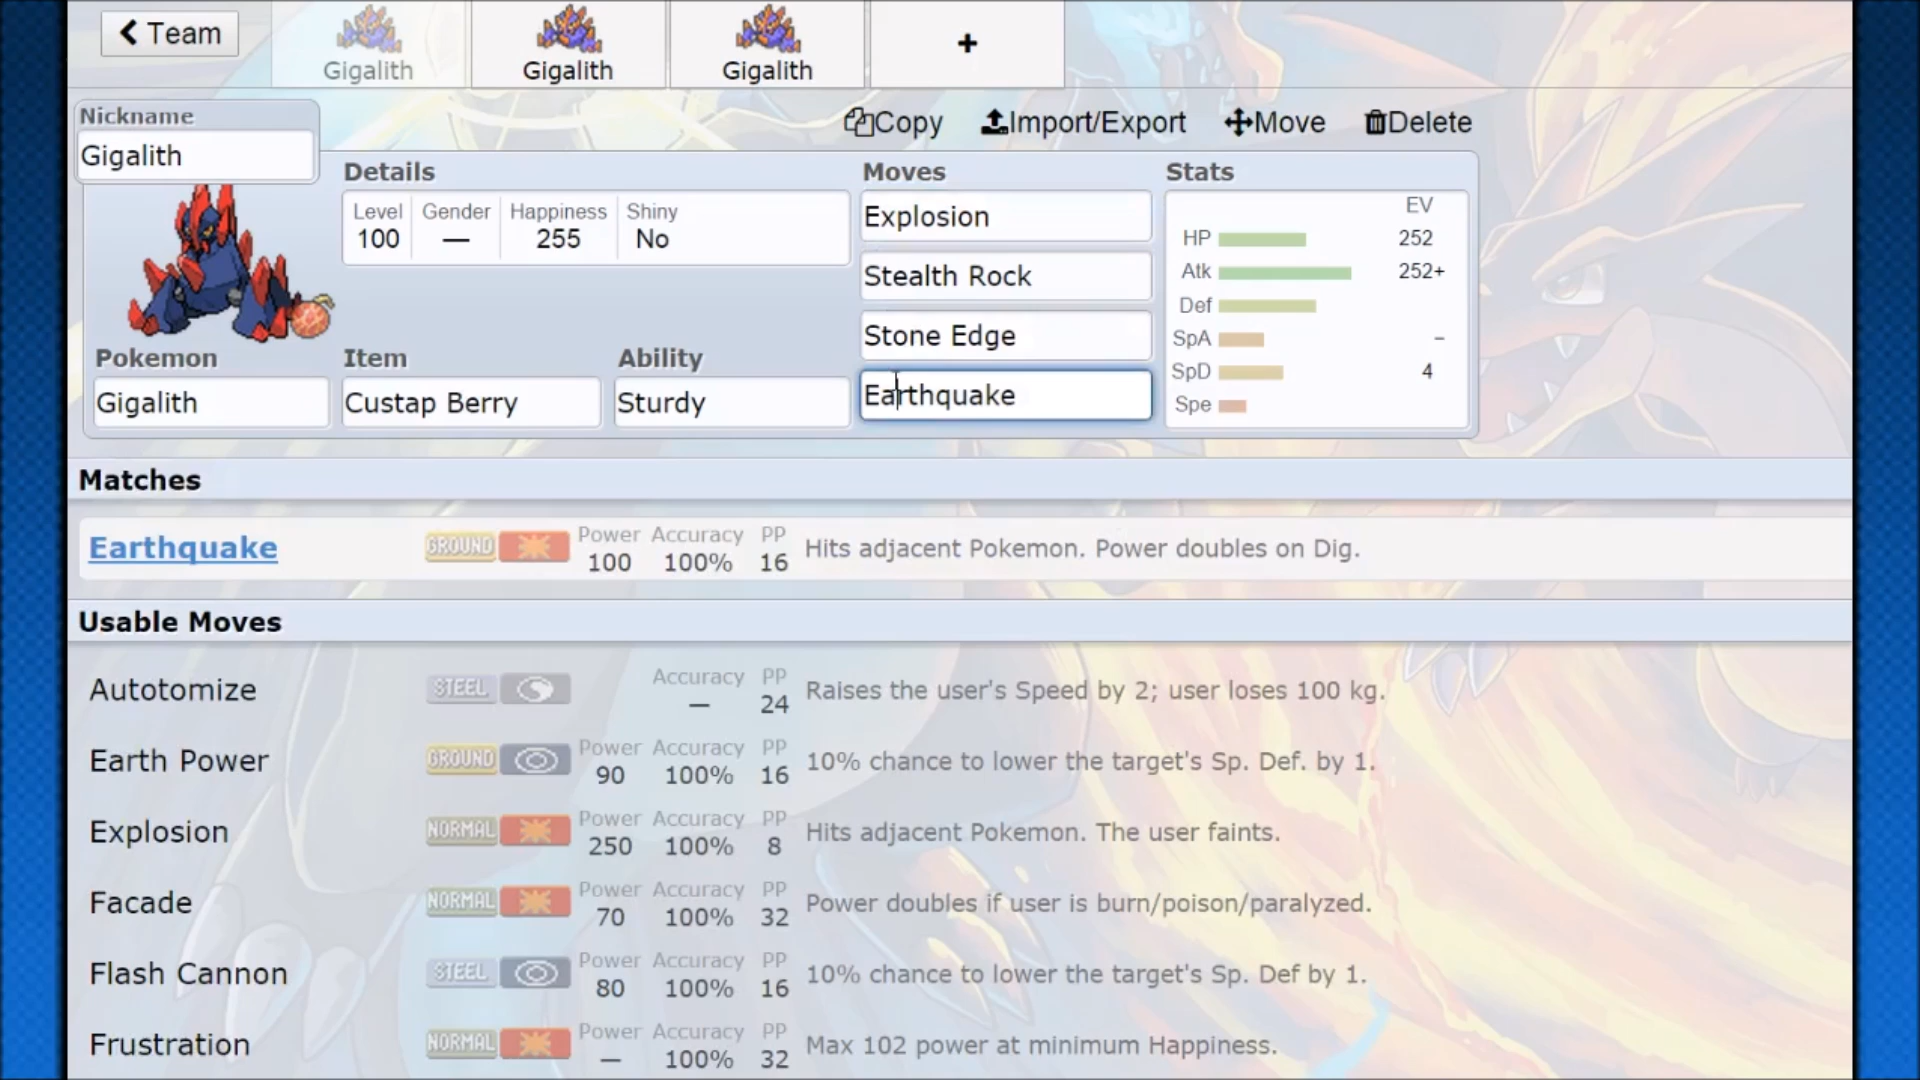 Team
Gigalith
Gigalith
Gigalith
+
Nickname
Gigalith
Copy
Import/Export
Move
Delete
Details
Level
100
Gender
—
Happiness
255
Shiny
No
Moves
Explosion
Stealth Rock
Stone Edge
Earthquake
Stats
EV
HP 252
Atk 252+
Def
SpA –
SpD 4
Spe
Pokemon
Gigalith
Item
Custap Berry
Ability
Sturdy
Matches
Earthquake GROUND Power 100 Accuracy 100% PP 16 Hits adjacent Pokemon. Power doubles on Dig.
Usable Moves
Autotomize STEEL Accuracy — PP 24 Raises the user's Speed by 2; user loses 100 kg.
Earth Power GROUND Power 90 Accuracy 100% PP 16 10% chance to lower the target's Sp. Def. by 1.
Explosion NORMAL Power 250 Accuracy 100% PP 8 Hits adjacent Pokemon. The user faints.
Facade NORMAL Power 70 Accuracy 100% PP 32 Power doubles if user is burn/poison/paralyzed.
Flash Cannon STEEL Power 80 Accuracy 100% PP 16 10% chance to lower the target's Sp. Def by 1.
Frustration NORMAL Power — Accuracy 100% PP 32 Max 102 power at minimum Happiness.